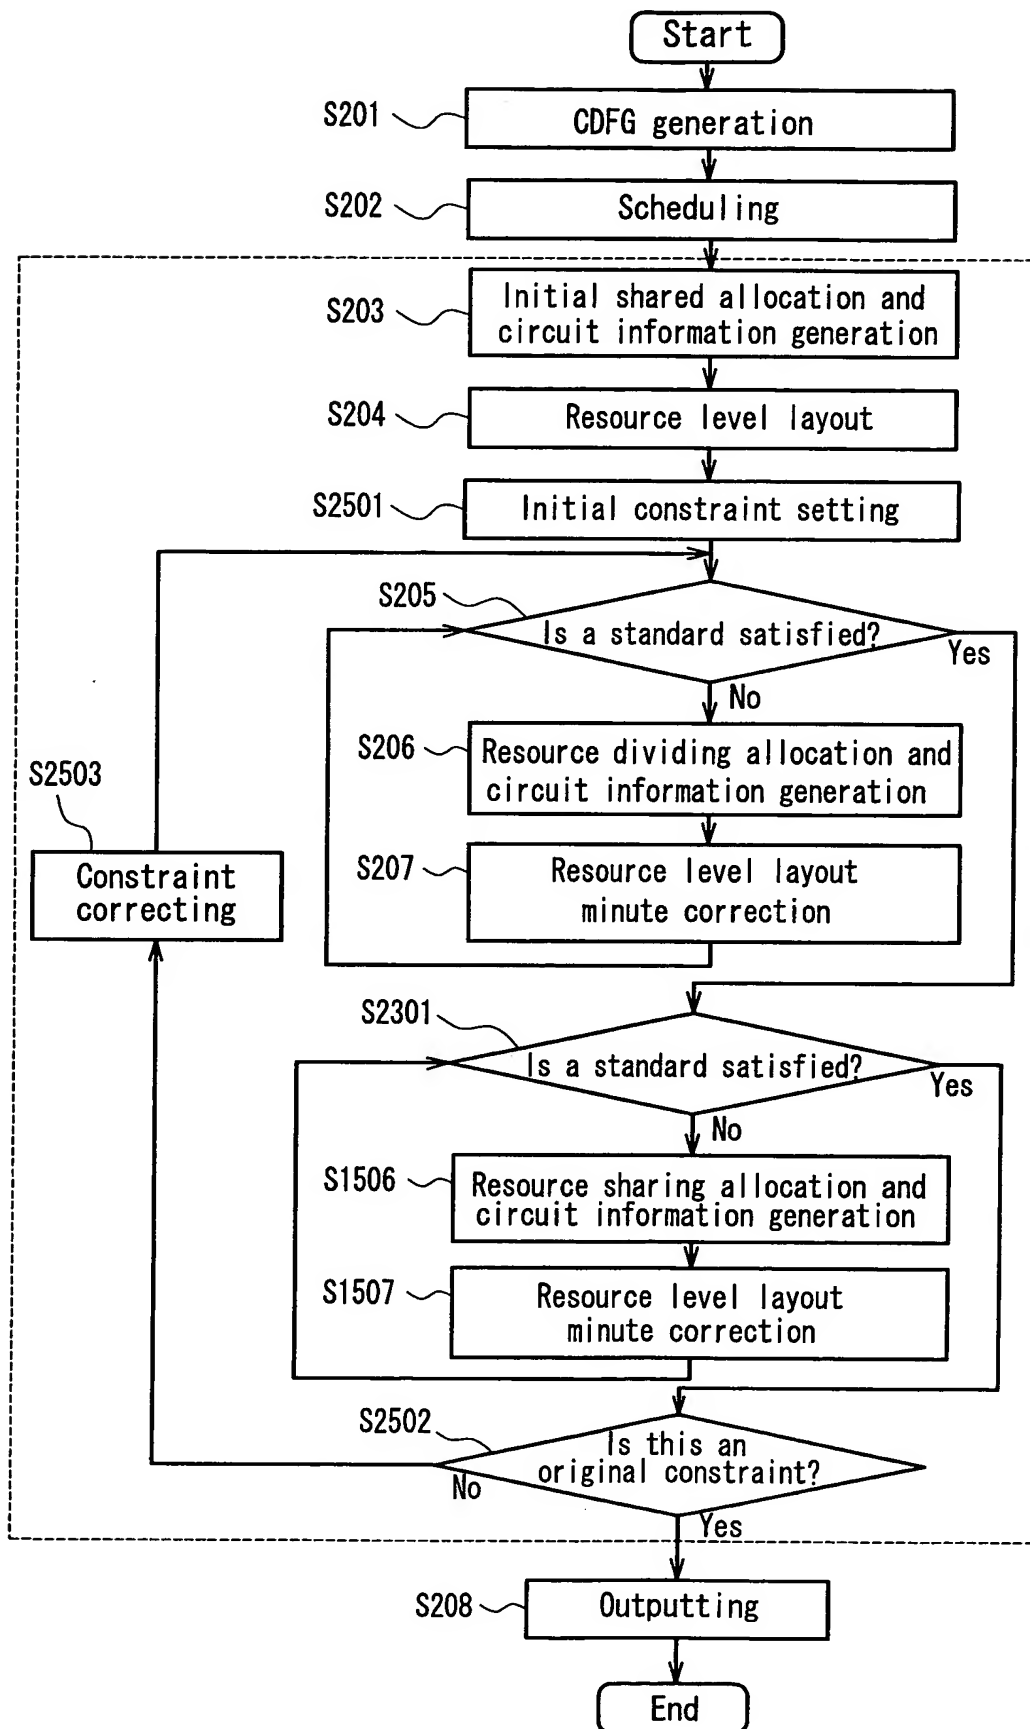 Start
S201
CDFG generation
S202
Scheduling
S203
Initial shared allocation and
circuit information generation
S204
Resource level layout
S2501
Initial constraint setting
S205
Is a standard satisfied?
Yes
No
S206
Resource dividing allocation and
circuit information generation
S2503
Constraint
correcting
S207
Resource level layout
minute correction
S2301
Is a standard satisfied?
Yes
No
S1506
Resource sharing allocation and
circuit information generation
S1507
Resource level layout
minute correction
S2502
Is this an
original constraint?
No
Yes
S208
Outputting
End